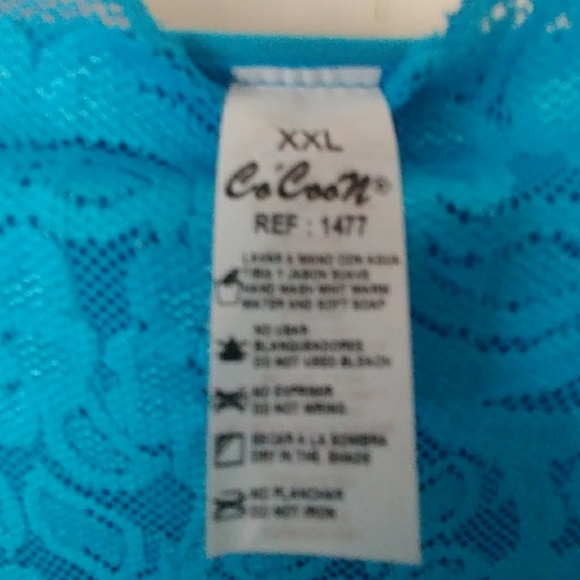 XXL
Co'CooN®
REF : 1477
LAVAR A MANO CON AGUA
TIBIA Y JABON SUAVE
HAND WASH WHIT WARM
WATER AND SOFT SOAP
NO USAR
BLANQUEADORES
DO NOT USED BLEACH
NO EXPRIMIR
DO NOT WRING
SECAR A LA SOMBRA
DRY IN THE SHADE
NO PLANCHAR
DO NOT IRON